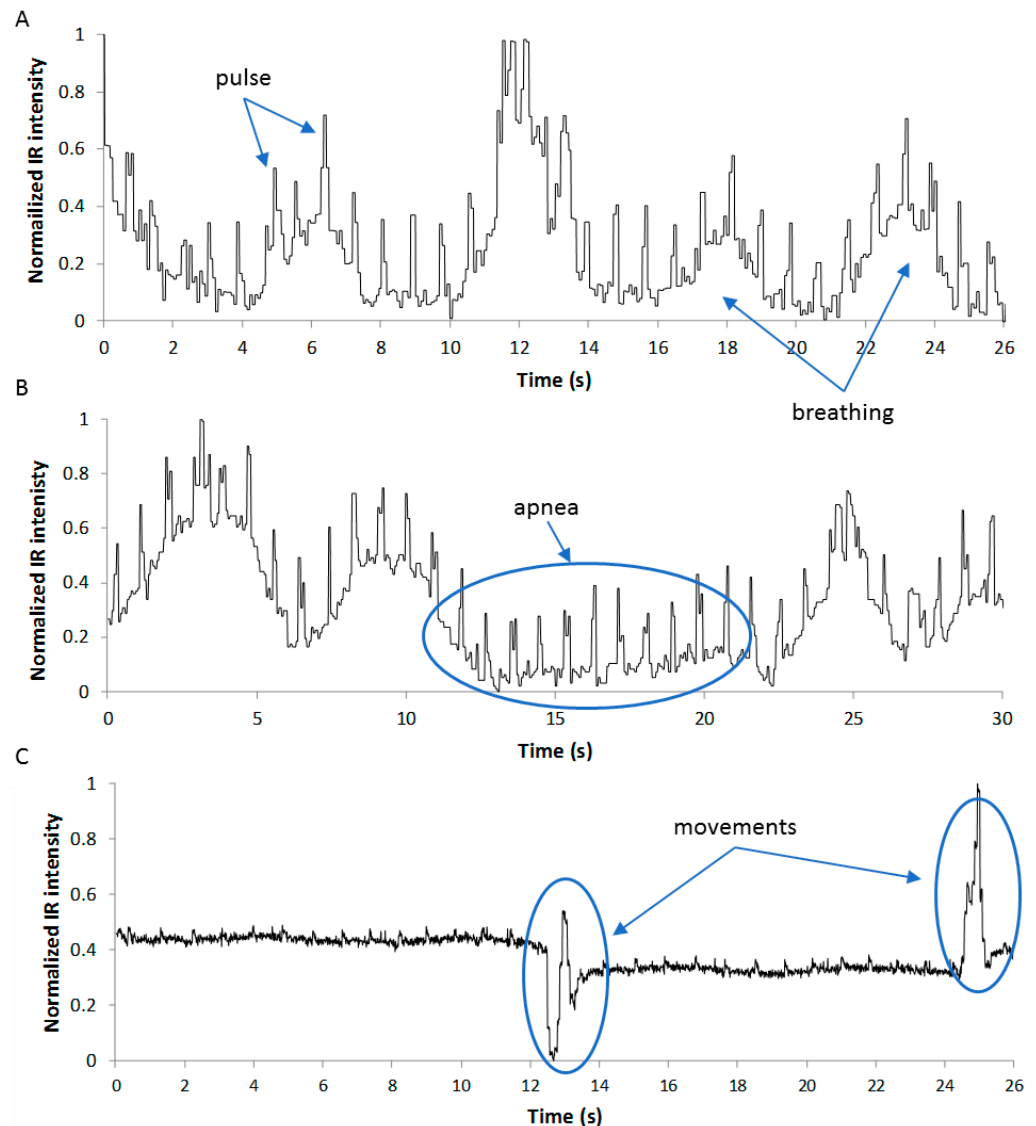 A
Normailized IR intensity
1
0.8
0.6
0.4
0.2
0
pulse
0 2 4 6 8 10 12 14 16 18 20 22 24 26
Time (s)
breathing
B
Normalized IR intenisty
1
0.8
0.6
0.4
0.2
0
apnea
0 5 10 15 20 25 30
Time (s)
C
Normalized IR intensity
1
0.8
0.6
0.4
0.2
0
movements
0 2 4 6 8 10 12 14 16 18 20 22 24 26
Time (s)